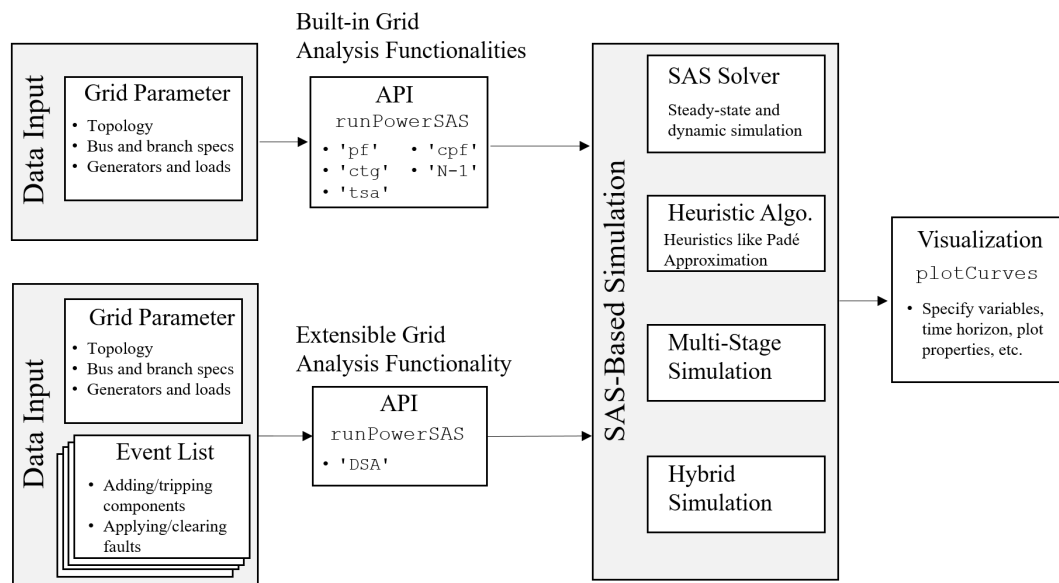 Data Input
Grid Parameter
• Topology
• Bus and branch specs
• Generators and loads
Built-in Grid
Analysis Functionalities
API
runPowerSAS
• 'pf' • 'cpf'
• 'ctg' • 'N-1'
• 'tsa'
Data Input
Grid Parameter
• Topology
• Bus and branch specs
• Generators and loads
Event List
• Adding/tripping
components
• Applying/clearing
faults
Extensible Grid
Analysis Functionality
API
runPowerSAS
• 'DSA'
SAS-Based Simulation
SAS Solver
Steady-state and
dynamic simulation
Heuristic Algo.
Heuristics like Padé
Approximation
Multi-Stage
Simulation
Hybrid
Simulation
Visualization
plotCurves
• Specify variables,
time horizon, plot
properties, etc.